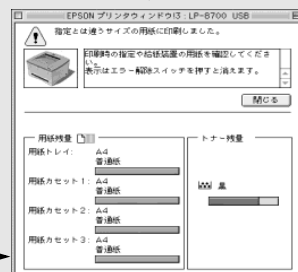 EPSON プリンタウィンドウ!3 : LP-8700 USB
指定とは違うサイズの用紙に印刷しました。
印刷時の指定や給紙装置の用紙を確認してくださ
い。
表示はエラー解除スイッチを押すと消えます。
閉じる
用紙残量
用紙トレイ: A4
普通紙
用紙カセット1: A4
普通紙
用紙カセット2: A4
普通紙
用紙カセット3: A4
普通紙
トナー残量
黒